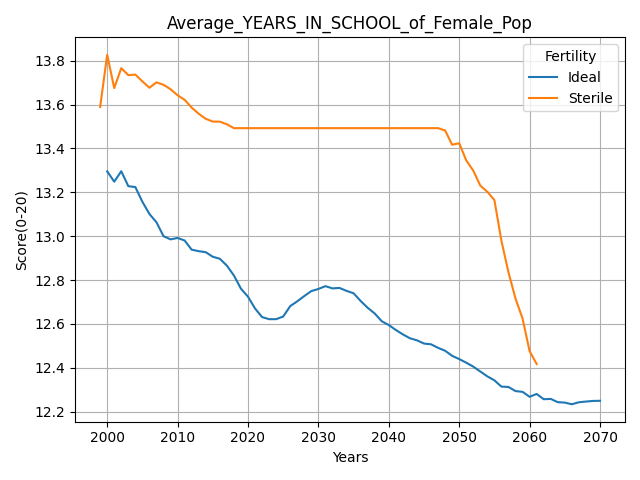 Average_YEARS_IN_SCHOOL_of_Female_Pop
Fertility
Ideal
Sterile
Score(0-20)
13.8
13.6
13.4
13.2
13.0
12.8
12.6
12.4
12.2
2000 2010 2020 2030 2040 2050 2060 2070
Years